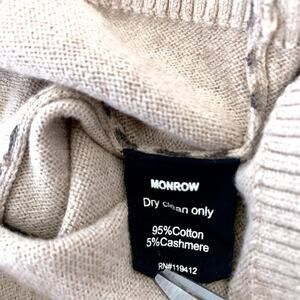 MONROW
Dry clean only
95%Cotton
5%Cashmere
RN#119412